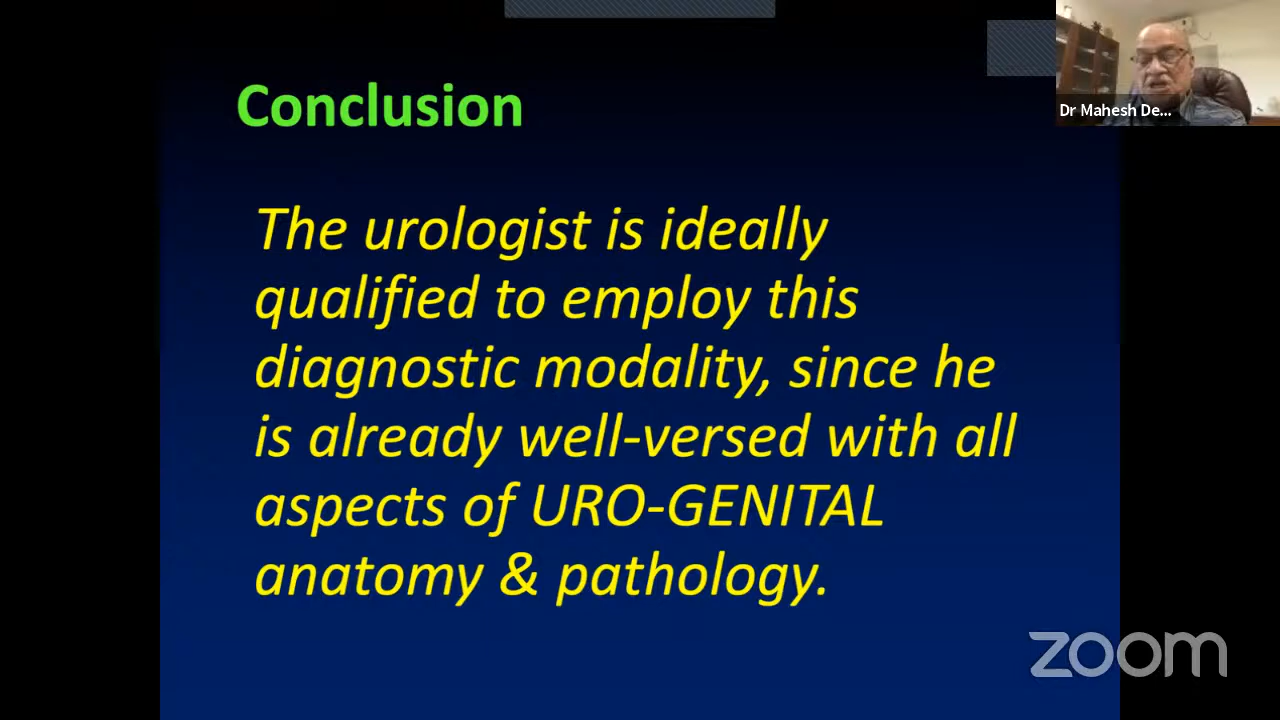 Conclusion
The urologist is ideally
qualified to employ this
diagnostic modality, since he
is already well-versed with all
aspects of URO-GENITAL
anatomy & pathology.
Dr Mahesh De...
zoom